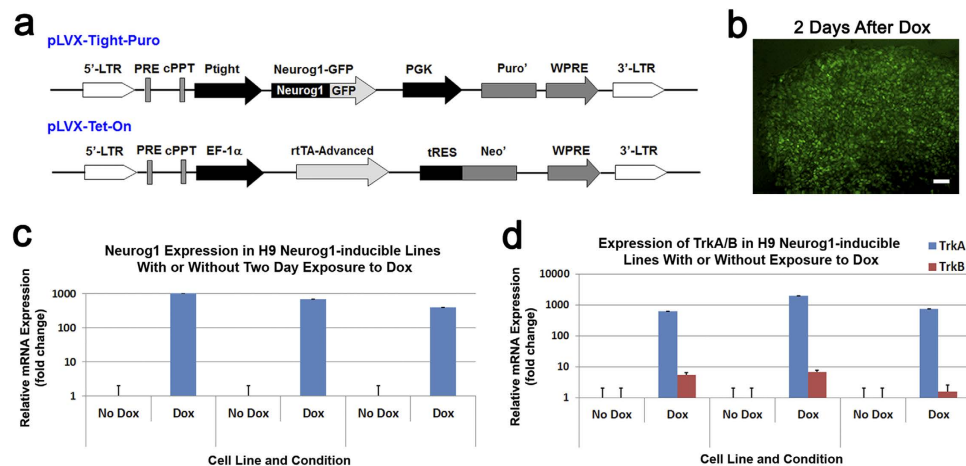 a
pLVX-Tight-Puro
5'-LTR PRE cPPT Ptight Neurog1-GFP PGK Puro' WPRE 3'-LTR
Neurog1 GFP
pLVX-Tet-On
5'-LTR PRE cPPT EF-1α rtTA-Advanced tRES Neo' WPRE 3'-LTR
b
2 Days After Dox
c
Neurog1 Expression in H9 Neurog1-inducible Lines
With or Without Two Day Exposure to Dox
Relative mRNA Expression
(fold change)
1000
100
10
1
No Dox Dox No Dox Dox No Dox Dox
Cell Line and Condition
d
Expression of TrkA/B in H9 Neurog1-inducible
Lines With or Without Exposure to Dox
TrkA
TrkB
Relative mRNA Expression
(fold change)
10000
1000
100
10
1
No Dox Dox No Dox Dox No Dox Dox
Cell Line and Condition